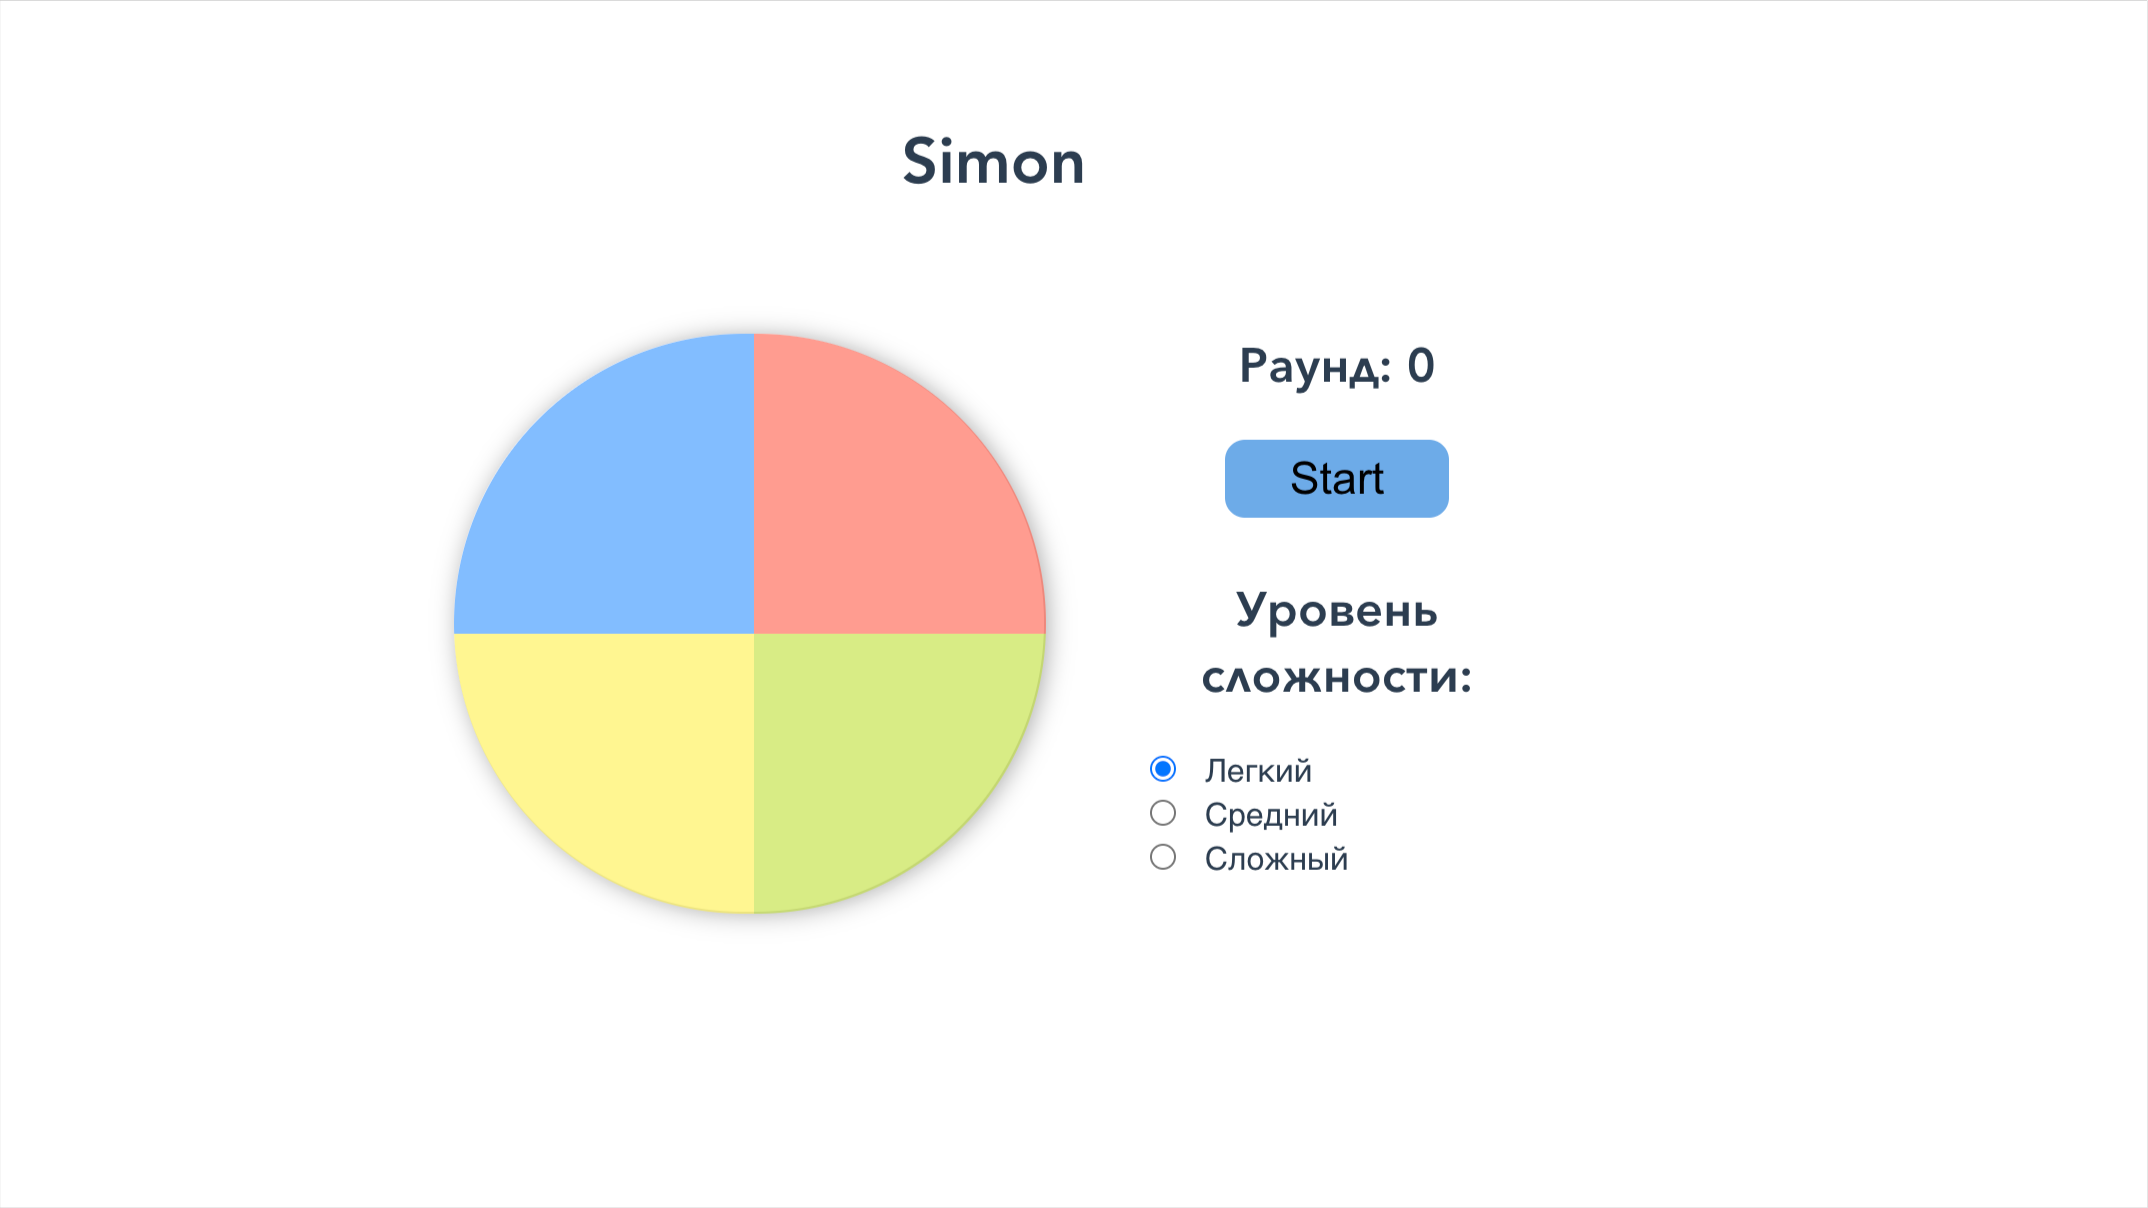 Simon
Раунд: 0
Start
Уровень
сложности:
Легкий
Средний
Сложный